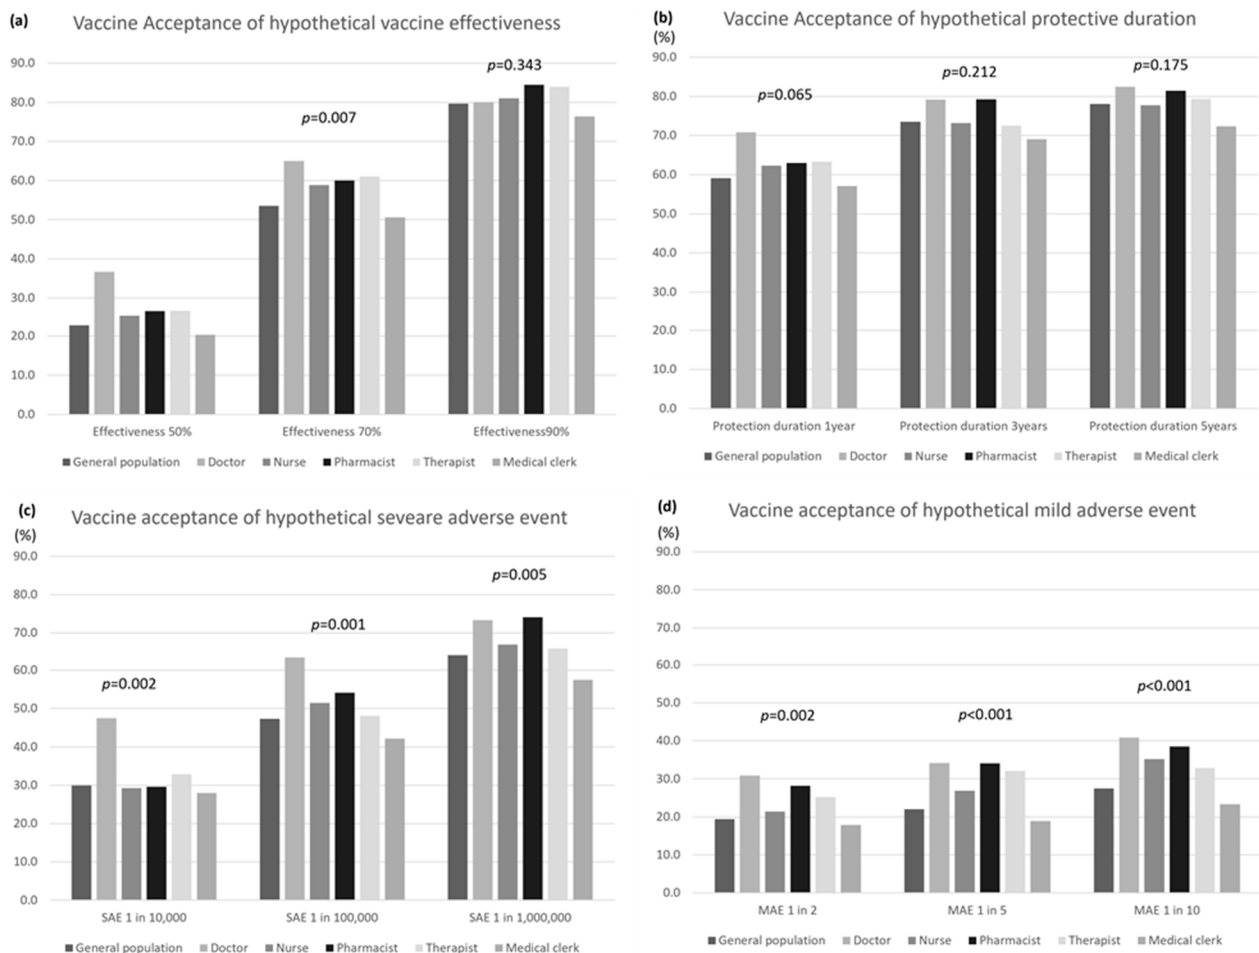 (a) Vaccine Acceptance of hypothetical vaccine effectiveness
90.0
80.0
70.0
60.0
50.0
40.0
30.0
20.0
10.0
0.0
p=0.007
p=0.343
Effectiveness 50% Effectiveness 70% Effectiveness90%
General population Doctor Nurse Pharmacist Therapist Medical clerk
(b) Vaccine Acceptance of hypothetical protective duration
(%)
90.0
80.0
70.0
60.0
50.0
40.0
30.0
20.0
10.0
0.0
p=0.065
p=0.212
p=0.175
Protection duration 1year Protection duration 3years Protection duration 5years
General population Doctor Nurse Pharmacist Therapist Medical clerk
(c) Vaccine acceptance of hypothetical seveare adverse event
(%)
90.0
80.0
70.0
60.0
50.0
40.0
30.0
20.0
10.0
0.0
p=0.002
p=0.001
p=0.005
SAE 1 in 10,000 SAE 1 in 100,000 SAE 1 in 1,000,000
General population Doctor Nurse Pharmacist Therapist Medical clerk
(d) Vaccine acceptance of hypothetical mild adverse event
(%)
90.0
80.0
70.0
60.0
50.0
40.0
30.0
20.0
10.0
0.0
p=0.002
p<0.001
p<0.001
MAE 1 in 2 MAE 1 in 5 MAE 1 in 10
General population Doctor Nurse Pharmacist Therapist Medical clerk